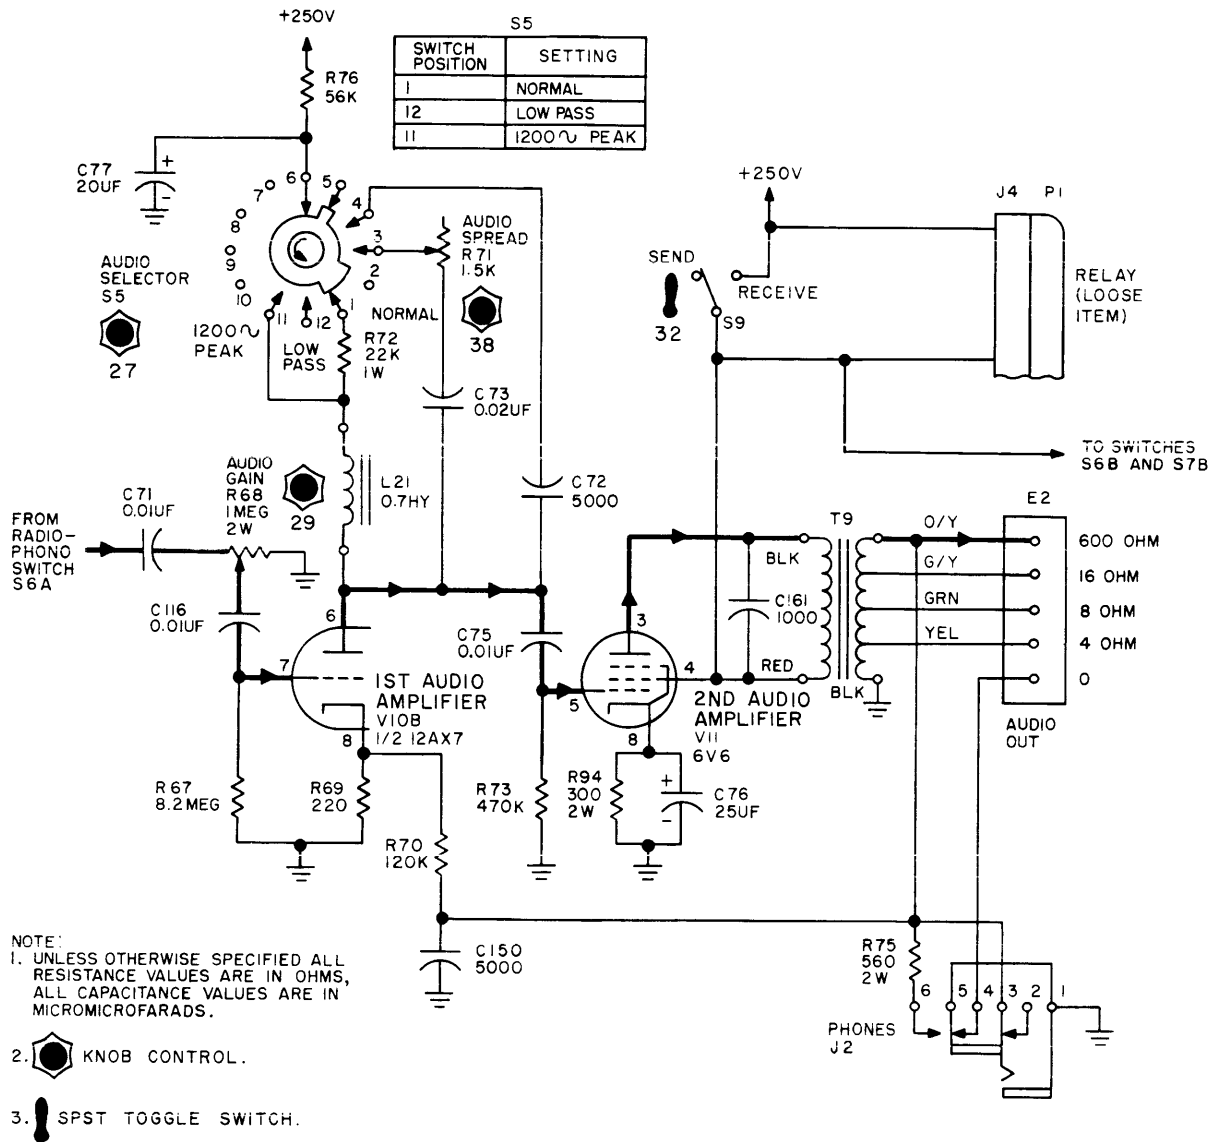 +250V
R76
56K
S5
SWITCH POSITION
SETTING
1
NORMAL
12
LOW PASS
11
1200∿ PEAK
C77
20UF
+
-
6
5
7
4
8
3
9
2
10
1
11
12
AUDIO
SELECTOR
S5
27
1200∿
PEAK
LOW
PASS
NORMAL
R72
22K
1W
AUDIO
SPREAD
R71
1.5K
38
C73
0.02UF
+250V
SEND
RECEIVE
S9
32
J4
P1
RELAY
(LOOSE
ITEM)
TO SWITCHES
S6B AND S7B
AUDIO
GAIN
R68
1MEG
2W
29
L21
0.7HY
C72
5000
C71
0.01UF
FROM
RADIO-
PHONO
SWITCH
S6A
C116
0.01UF
6
7
8
1ST AUDIO
AMPLIFIER
V10B
1/2 12AX7
C75
0.01UF
3
4
5
8
2ND AUDIO
AMPLIFIER
V11
6V6
BLK
C161
1000
RED
T9
BLK
O/Y
G/Y
GRN
YEL
E2
600 OHM
16 OHM
8 OHM
4 OHM
0
AUDIO
OUT
R67
8.2MEG
R69
220
R70
120K
R73
470K
R94
300
2W
+
-
C76
25UF
C150
5000
R75
560
2W
6
5
4
3
2
1
PHONES
J2
NOTE:
1. UNLESS OTHERWISE SPECIFIED ALL
RESISTANCE VALUES ARE IN OHMS,
ALL CAPACITANCE VALUES ARE IN
MICROMICROFARADS.
2. KNOB CONTROL.
3. SPST TOGGLE SWITCH.